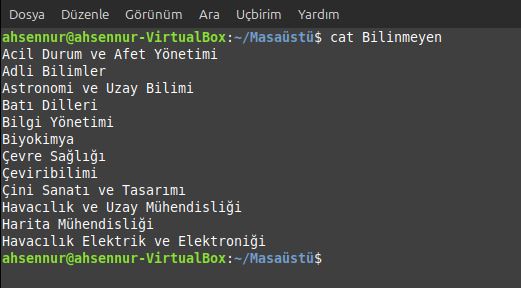 Dosya Düzenle Görünüm Ara Uçbirim Yardım
ahsennur@ahsennur-VirtualBox:~/Masaüstü$ cat Bilinmeyen
Acil Durum ve Afet Yönetimi
Adli Bilimler
Astronomi ve Uzay Bilimi
Batı Dilleri
Bilgi Yönetimi
Biyokimya
Çevre Sağlığı
Çeviribilimi
Çini Sanatı ve Tasarımı
Havacılık ve Uzay Mühendisliği
Harita Mühendisliği
Havacılık Elektrik ve Elektroniği
ahsennur@ahsennur-VirtualBox:~/Masaüstü$